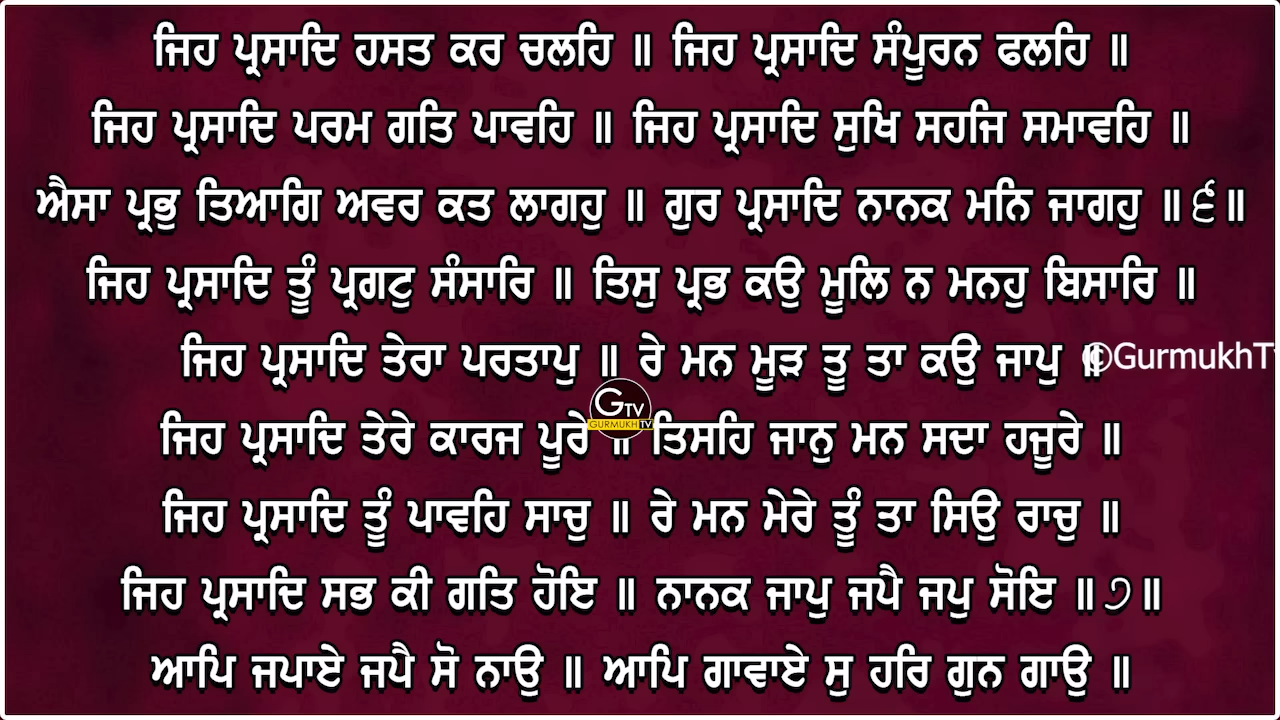 ਜਿਹ ਪ੍ਰਸਾਦਿ ਹਸਤ ਕਰ ਚਲਹਿ ॥ ਜਿਹ ਪ੍ਰਸਾਦਿ ਸੰਪੂਰਨ ਫਲਹਿ ॥
ਜਿਹ ਪ੍ਰਸਾਦਿ ਪਰਮ ਗਤਿ ਪਾਵਹਿ ॥ ਜਿਹ ਪ੍ਰਸਾਦਿ ਸੁਖਿ ਸਹਜਿ ਸਮਾਵਹਿ ॥
ਐਸਾ ਪ੍ਰਭੁ ਤਿਆਗਿ ਅਵਰ ਕਤ ਲਾਗਹੁ ॥ ਗੁਰ ਪ੍ਰਸਾਦਿ ਨਾਨਕ ਮਨਿ ਜਾਗਹੁ ॥੬॥
ਜਿਹ ਪ੍ਰਸਾਦਿ ਤੂੰ ਪ੍ਰਗਟੁ ਸੰਸਾਰਿ ॥ ਤਿਸੁ ਪ੍ਰਭ ਕਉ ਮੂਲਿ ਨ ਮਨਹੁ ਬਿਸਾਰਿ ॥
ਜਿਹ ਪ੍ਰਸਾਦਿ ਤੇਰਾ ਪਰਤਾਪੁ ॥ ਰੇ ਮਨ ਮੂੜ ਤੂ ਤਾ ਕਉ ਜਾਪੁ ॥
©GurmukhT
GTV
GURMUKH TV
ਜਿਹ ਪ੍ਰਸਾਦਿ ਤੇਰੇ ਕਾਰਜ ਪੂਰੇ ॥ ਤਿਸਹਿ ਜਾਨੁ ਮਨ ਸਦਾ ਹਜੂਰੇ ॥
ਜਿਹ ਪ੍ਰਸਾਦਿ ਤੂੰ ਪਾਵਹਿ ਸਾਚੁ ॥ ਰੇ ਮਨ ਮੇਰੇ ਤੂੰ ਤਾ ਸਿਉ ਰਾਚੁ ॥
ਜਿਹ ਪ੍ਰਸਾਦਿ ਸਭ ਕੀ ਗਤਿ ਹੋਇ ॥ ਨਾਨਕ ਜਾਪੁ ਜਪੈ ਜਪੁ ਸੋਇ ॥੭॥
ਆਪਿ ਜਪਾਏ ਜਪੈ ਸੋ ਨਾਉ ॥ ਆਪਿ ਗਾਵਾਏ ਸੁ ਹਰਿ ਗੁਨ ਗਾਉ ॥